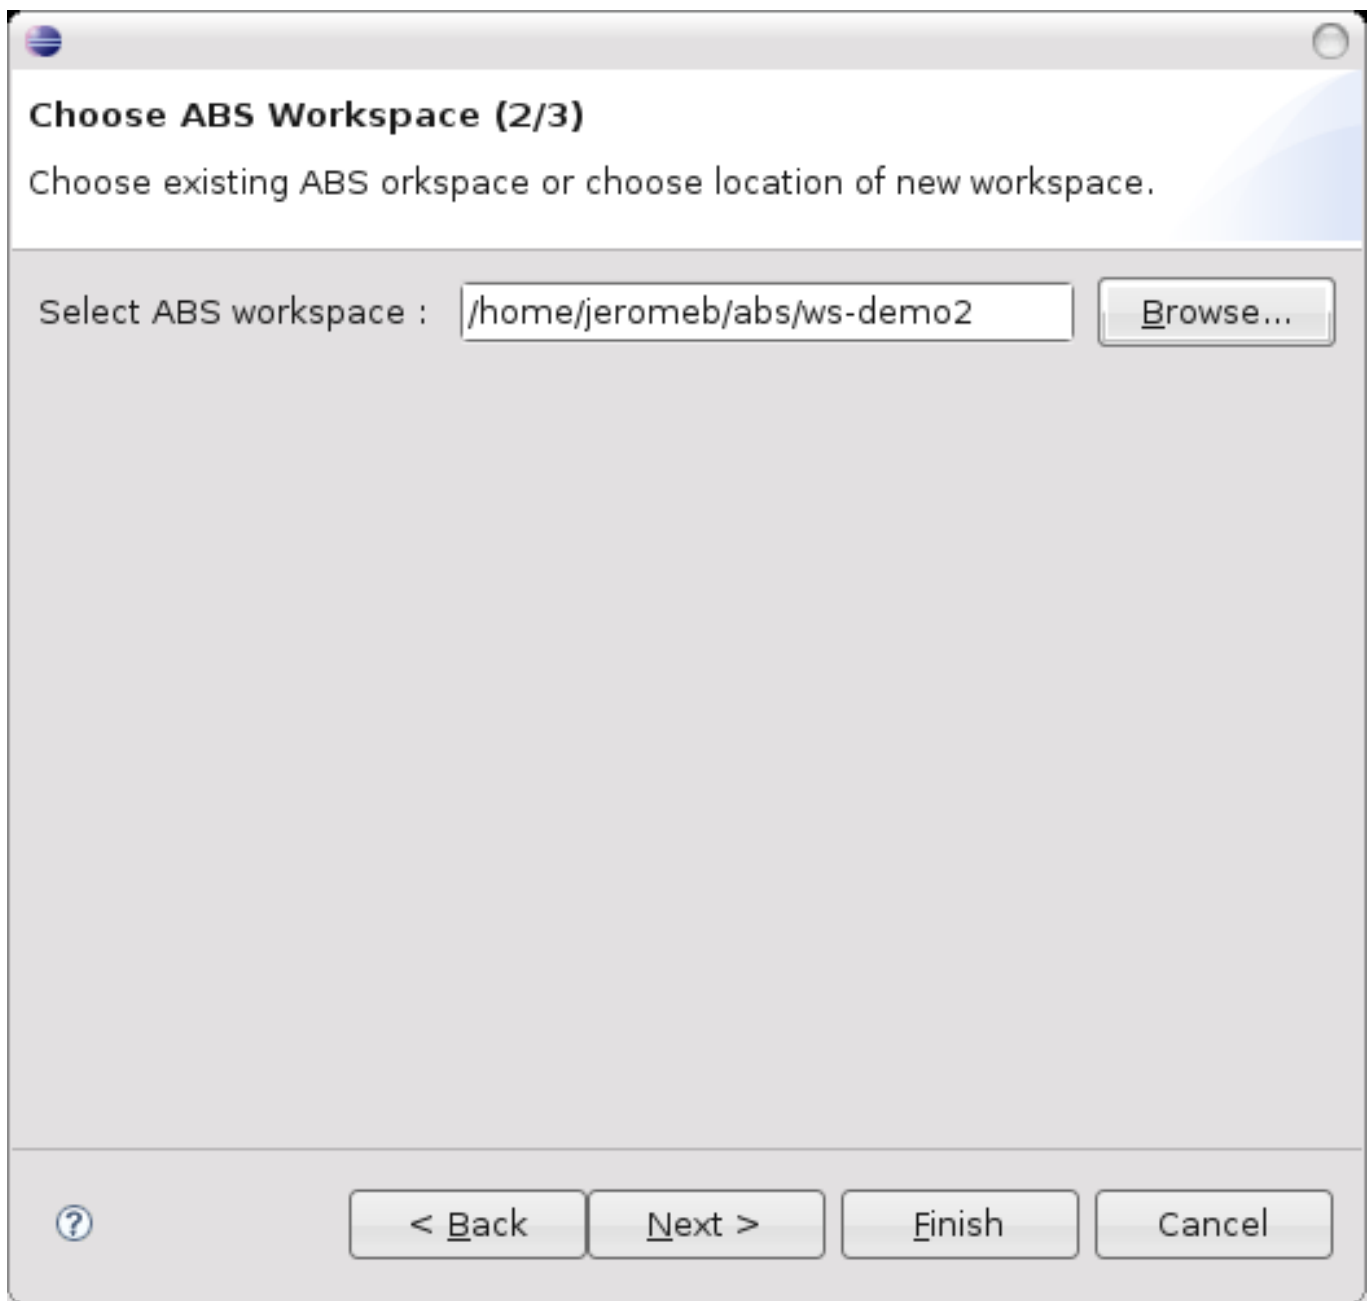 Choose ABS Workspace (2/3)
Choose existing ABS orkspace or choose location of new workspace.
Select ABS workspace : /home/jeromeb/abs/ws-demo2 Browse...
? < Back Next > Finish Cancel